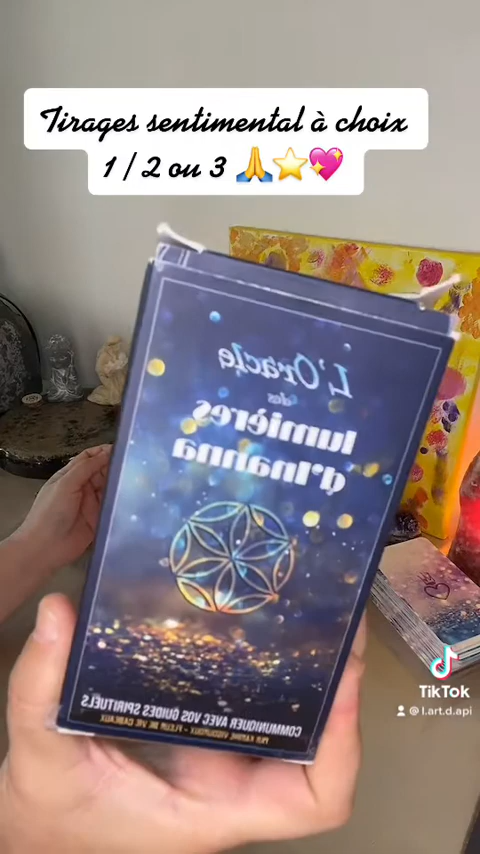 Tirages sentimental à choix
1 / 2 ou 3 🙏⭐💖
L'Oracle
des
lumières
d'Inanna
COMMUNIQUER AVEC VOS GUIDES SPIRITUELS
TikTok
@l.art.d.api